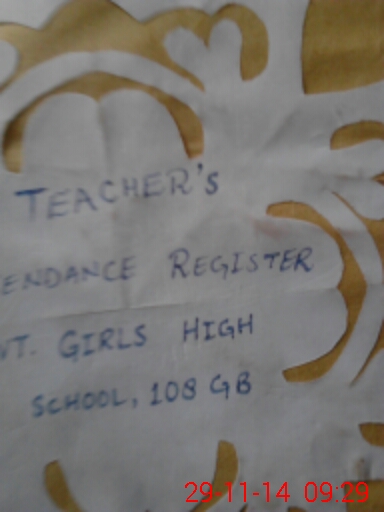 TEACHER'S
ENDANCE REGISTER
VT. GIRLS HIGH
SCHOOL, 108 GB
29-11-14 09:29